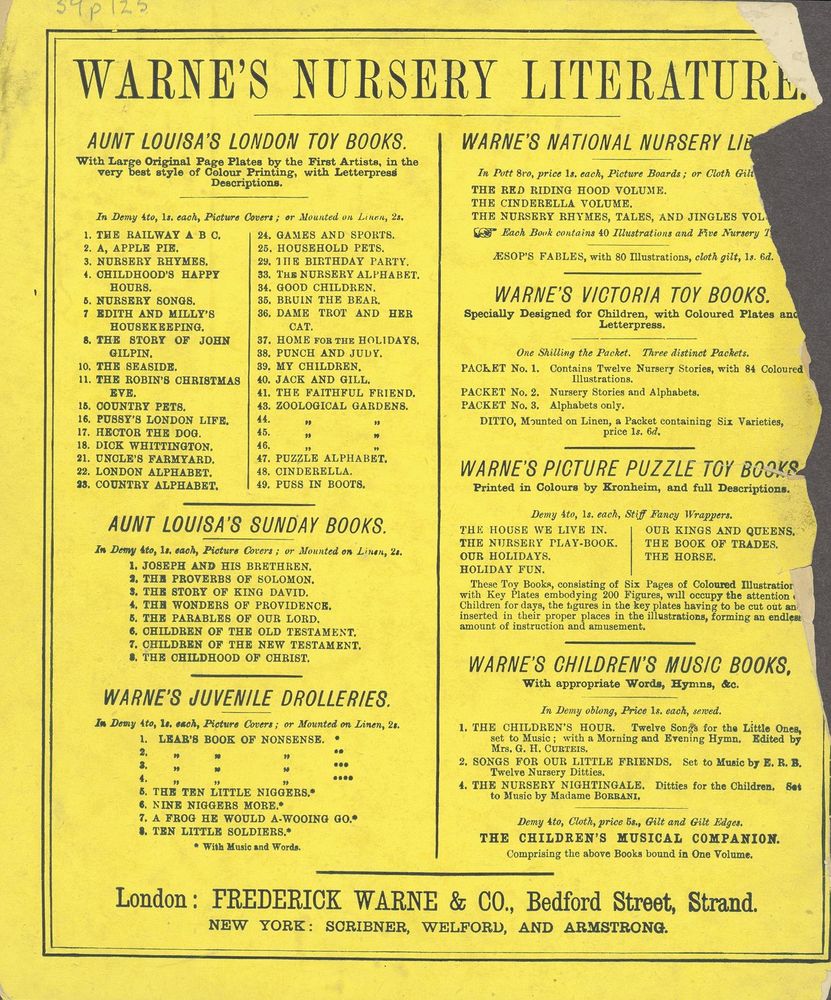 39p125
WARNE'S NURSERY LITERATURE.
AUNT LOUISA'S LONDON TOY BOOKS.
With Large Original Page Plates by the First Artists, in the
very best style of Colour Printing, with Letterpress
Descriptions.
In Demy 4to, 1s. each, Picture Covers; or Mounted on Linen, 2s.
1. THE RAILWAY A B C.
2. A, APPLE PIE.
3. NURSERY RHYMES.
4. CHILDHOOD'S HAPPY
HOURS.
5. NURSERY SONGS.
7 EDITH AND MILLY'S
HOUSEKEEPING.
8. THE STORY OF JOHN
GILPIN.
10. THE SEASIDE.
11. THE ROBIN'S CHRISTMAS
EVE.
15. COUNTRY PETS.
16. PUSSY'S LONDON LIFE.
17. HECTOR THE DOG.
18. DICK WHITTINGTON.
21. UNCLE'S FARMYARD.
22. LONDON ALPHABET.
23. COUNTRY ALPHABET.
24. GAMES AND SPORTS.
25. HOUSEHOLD PETS.
29. THE BIRTHDAY PARTY.
33. THE NURSERY ALPHABET.
34. GOOD CHILDREN.
35. BRUIN THE BEAR.
36. DAME TROT AND HER
CAT.
37. HOME FOR THE HOLIDAYS.
38. PUNCH AND JUDY.
39. MY CHILDREN.
40. JACK AND GILL.
41. THE FAITHFUL FRIEND.
43. ZOOLOGICAL GARDENS.
44. " "
45. " "
46. " "
47. PUZZLE ALPHABET.
48. CINDERELLA.
49. PUSS IN BOOTS.
AUNT LOUISA'S SUNDAY BOOKS.
In Demy 4to, 1s. each, Picture Covers; or Mounted on Linen, 2s.
1. JOSEPH AND HIS BRETHREN.
2. THE PROVERBS OF SOLOMON.
3. THE STORY OF KING DAVID.
4. THE WONDERS OF PROVIDENCE.
5. THE PARABLES OF OUR LORD.
6. CHILDREN OF THE OLD TESTAMENT.
7. CHILDREN OF THE NEW TESTAMENT.
8. THE CHILDHOOD OF CHRIST.
WARNE'S JUVENILE DROLLERIES.
In Demy 4to, 1s. each, Picture Covers; or Mounted on Linen, 2s.
1. LEAR'S BOOK OF NONSENSE. *
2. " " " **
3. " " " ***
4. " " " ****
5. THE TEN LITTLE NIGGERS.*
6. NINE NIGGERS MORE.*
7. A FROG HE WOULD A-WOOING GO.*
8. TEN LITTLE SOLDIERS.*
* With Music and Words.
WARNE'S NATIONAL NURSERY LIB
In Pott 8vo, price 1s. each, Picture Boards; or Cloth Gilt
THE RED RIDING HOOD VOLUME.
THE CINDERELLA VOLUME.
THE NURSERY RHYMES, TALES, AND JINGLES VOL
☞ Each Book contains 40 Illustrations and Five Nursery T
ÆSOP'S FABLES, with 80 Illustrations, cloth gilt, 1s. 6d.
WARNE'S VICTORIA TOY BOOKS.
Specially Designed for Children, with Coloured Plates and
Letterpress.
One Shilling the Packet. Three distinct Packets.
PACKET No. 1. Contains Twelve Nursery Stories, with 84 Coloured
Illustrations.
PACKET No. 2. Nursery Stories and Alphabets.
PACKET No. 3. Alphabets only.
DITTO, Mounted on Linen, a Packet containing Six Varieties,
price 1s. 6d.
WARNE'S PICTURE PUZZLE TOY BOOKS
Printed in Colours by Kronheim, and full Descriptions.
Demy 4to, 1s. each, Stiff Fancy Wrappers.
THE HOUSE WE LIVE IN.
THE NURSERY PLAY-BOOK.
OUR HOLIDAYS.
HOLIDAY FUN.
OUR KINGS AND QUEENS.
THE BOOK OF TRADES.
THE HORSE.
These Toy Books, consisting of Six Pages of Coloured Illustration
with Key Plates embodying 200 Figures, will occupy the attention
Children for days, the figures in the key plates having to be cut out an
inserted in their proper places in the illustrations, forming an endless
amount of instruction and amusement.
WARNE'S CHILDREN'S MUSIC BOOKS,
With appropriate Words, Hymns, &c.
In Demy oblong, Price 1s. each, sewed.
1. THE CHILDREN'S HOUR. Twelve Songs for the Little Ones,
set to Music; with a Morning and Evening Hymn. Edited by
Mrs. G. H. CURTEIS.
2. SONGS FOR OUR LITTLE FRIENDS. Set to Music by E. R. B.
Twelve Nursery Ditties.
4. THE NURSERY NIGHTINGALE. Ditties for the Children. Set
to Music by Madame BORRANI.
Demy 4to, Cloth, price 5s., Gilt and Gilt Edges.
THE CHILDREN'S MUSICAL COMPANION.
Comprising the above Books bound in One Volume.
London: FREDERICK WARNE & CO., Bedford Street, Strand.
NEW YORK: SCRIBNER, WELFORD, AND ARMSTRONG.